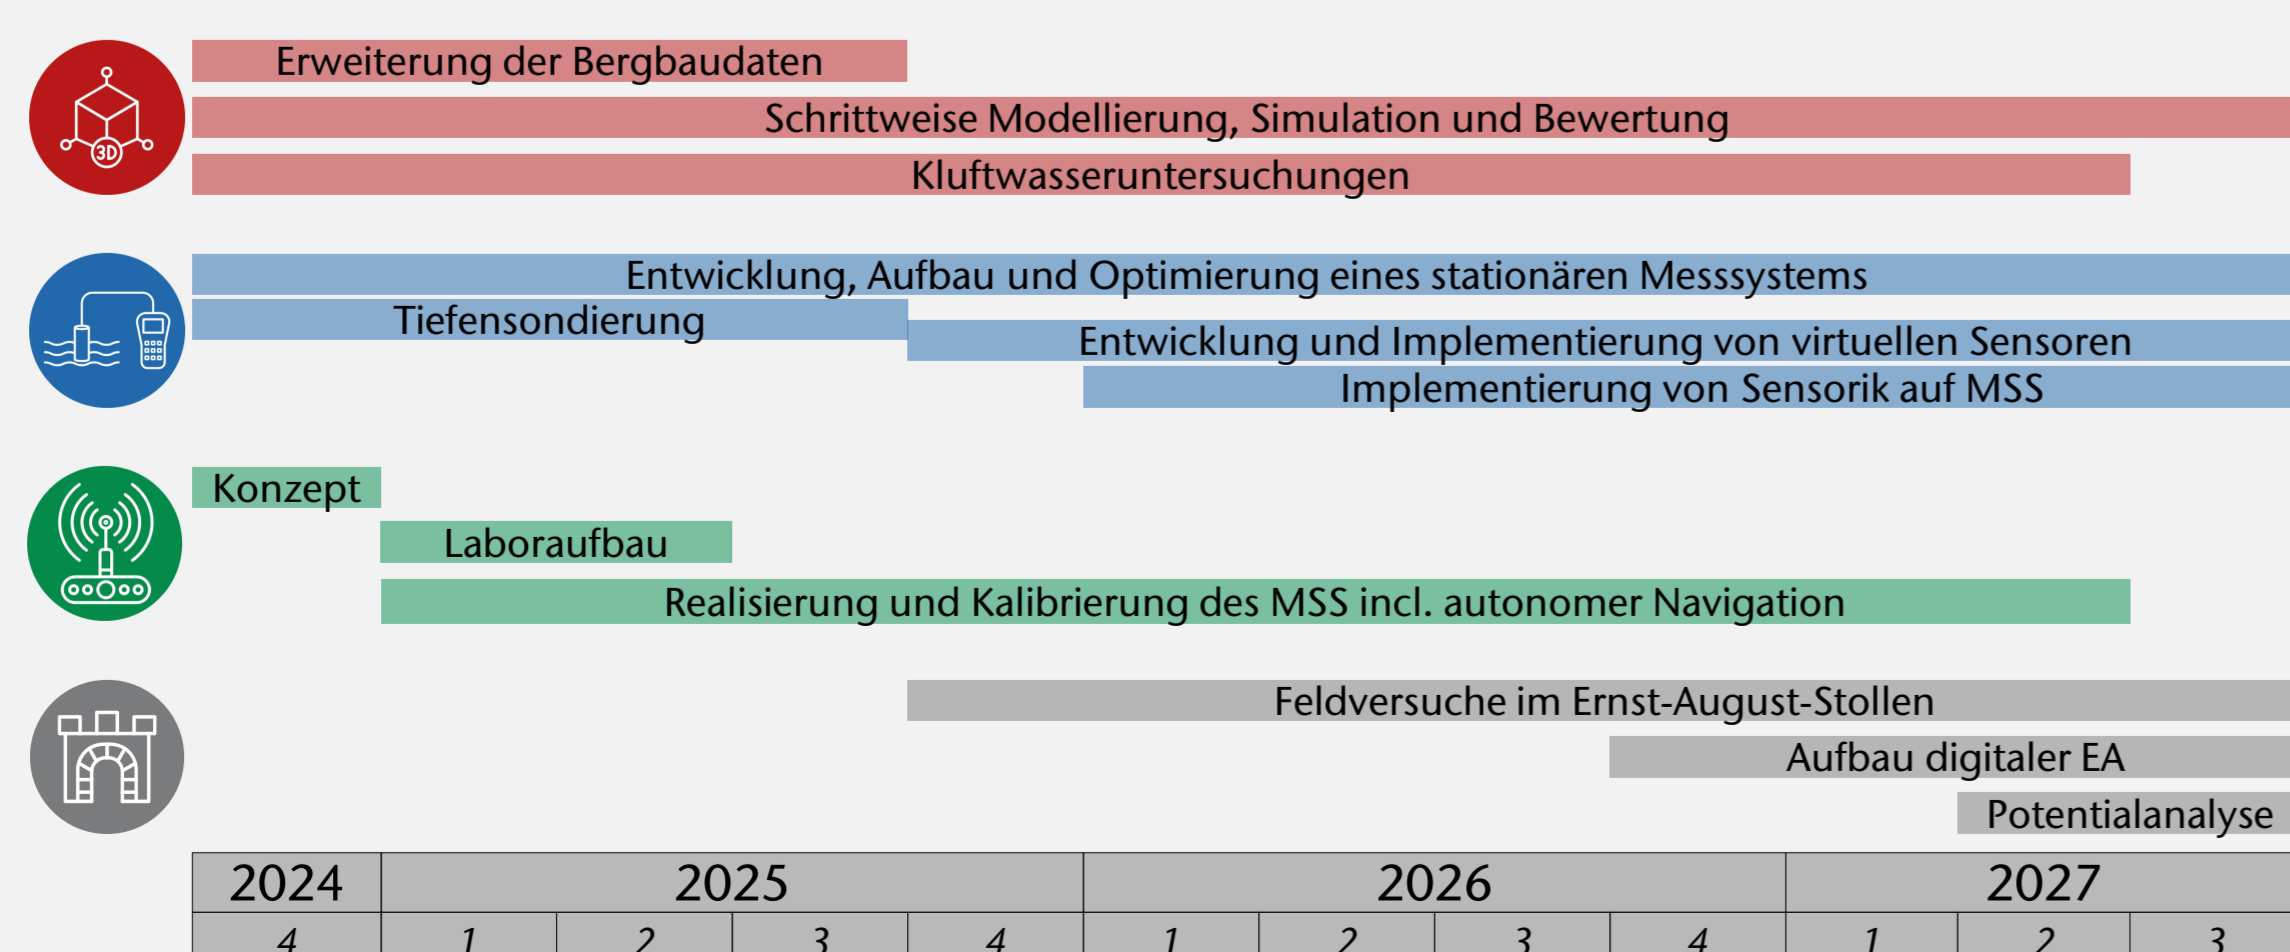 Erweiterung der Bergbaudaten
Schrittweise Modellierung, Simulation und Bewertung
3D
Kluftwasseruntersuchungen
Entwicklung, Aufbau und Optimierung eines stationären Messsystems
Tiefensondierung
Entwicklung und Implementierung von virtuellen Sensoren
Implementierung von Sensorik auf MSS
Konzept
Laboraufbau
Realisierung und Kalibrierung des MSS incl. autonomer Navigation
Feldversuche im Ernst-August-Stollen
Aufbau digitaler EA
Potentialanalyse
2024 2025 2026 2027
4 1 2 3 4 1 2 3 4 1 2 3